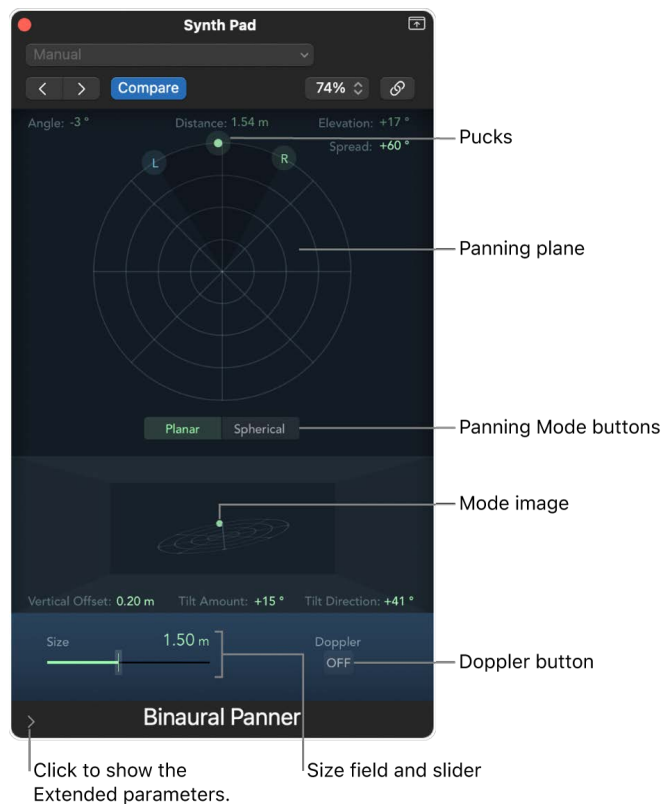 Synth Pad
Manual
Compare
74%
Angle: -3 °
Distance: 1.54 m
Elevation: +17 °
Spread: +60 °
Pucks
L
R
Panning plane
Planar
Spherical
Panning Mode buttons
Mode image
Vertical Offset: 0.20 m
Tilt Amount: +15 °
Tilt Direction: +41 °
Size
1.50 m
Doppler
OFF
Doppler button
Binaural Panner
Click to show the
Extended parameters.
Size field and slider